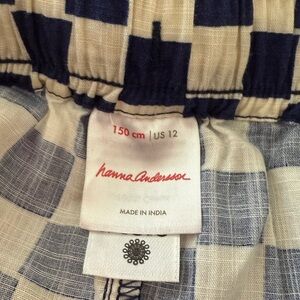 150 cm | US 12
hanna andersson
MADE IN INDIA